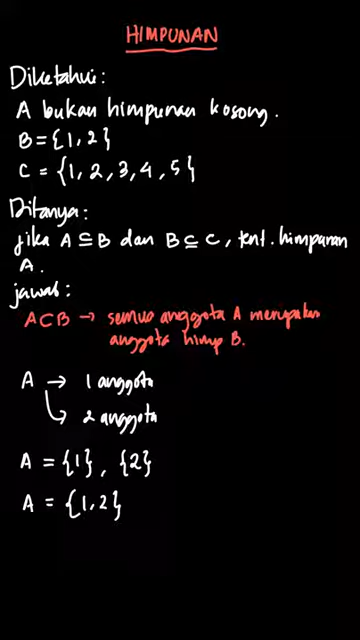 HIMPUNAN
Diketahui:
A bukan himpunan kosong.
B = {1, 2}
C = {1, 2, 3, 4, 5}
Ditanya:
Jika A ⊆ B dan B ⊆ C, tent. himpunan
A.
Jawab:
A ⊂ B → semua anggota A merupakan
anggota himp B.
A → 1 anggota
↳ 2 anggota
A = {1}, {2}
A = {1, 2}